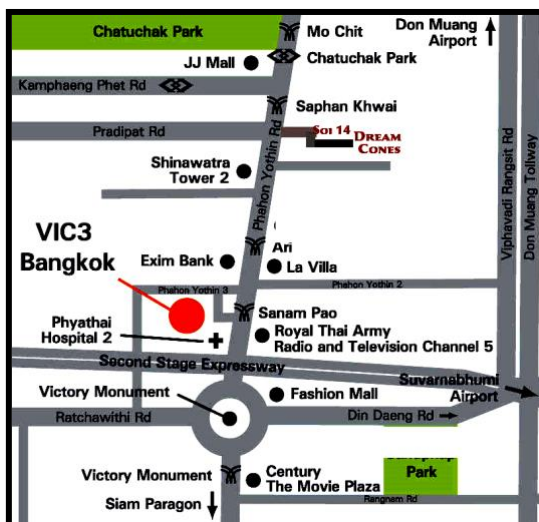 Chatuchak Park
Mo Chit
Don Muang
Airport
JJ Mall
Chatuchak Park
Kamphaeng Phet Rd
Saphan Khwai
Pradipat Rd
Soi 14
DREAM
CONES
Shinawatra
Tower 2
Phahon Yothin Rd
Viphavadi Rangsit Rd
Don Muang Tollway
VIC3
Bangkok
Ari
Exim Bank
La Villa
Phahon Yothin 3
Phahon Yothin 2
Sanam Pao
Phyathai
Hospital 2
Royal Thai Army
Radio and Television Channel 5
Second Stage Expressway
Suvarnabhumi
Airport
Victory Monument
Fashion Mall
Ratchawithi Rd
Din Daeng Rd
Park
Victory Monument
Century
The Movie Plaza
Siam Paragon
Rangnam Rd